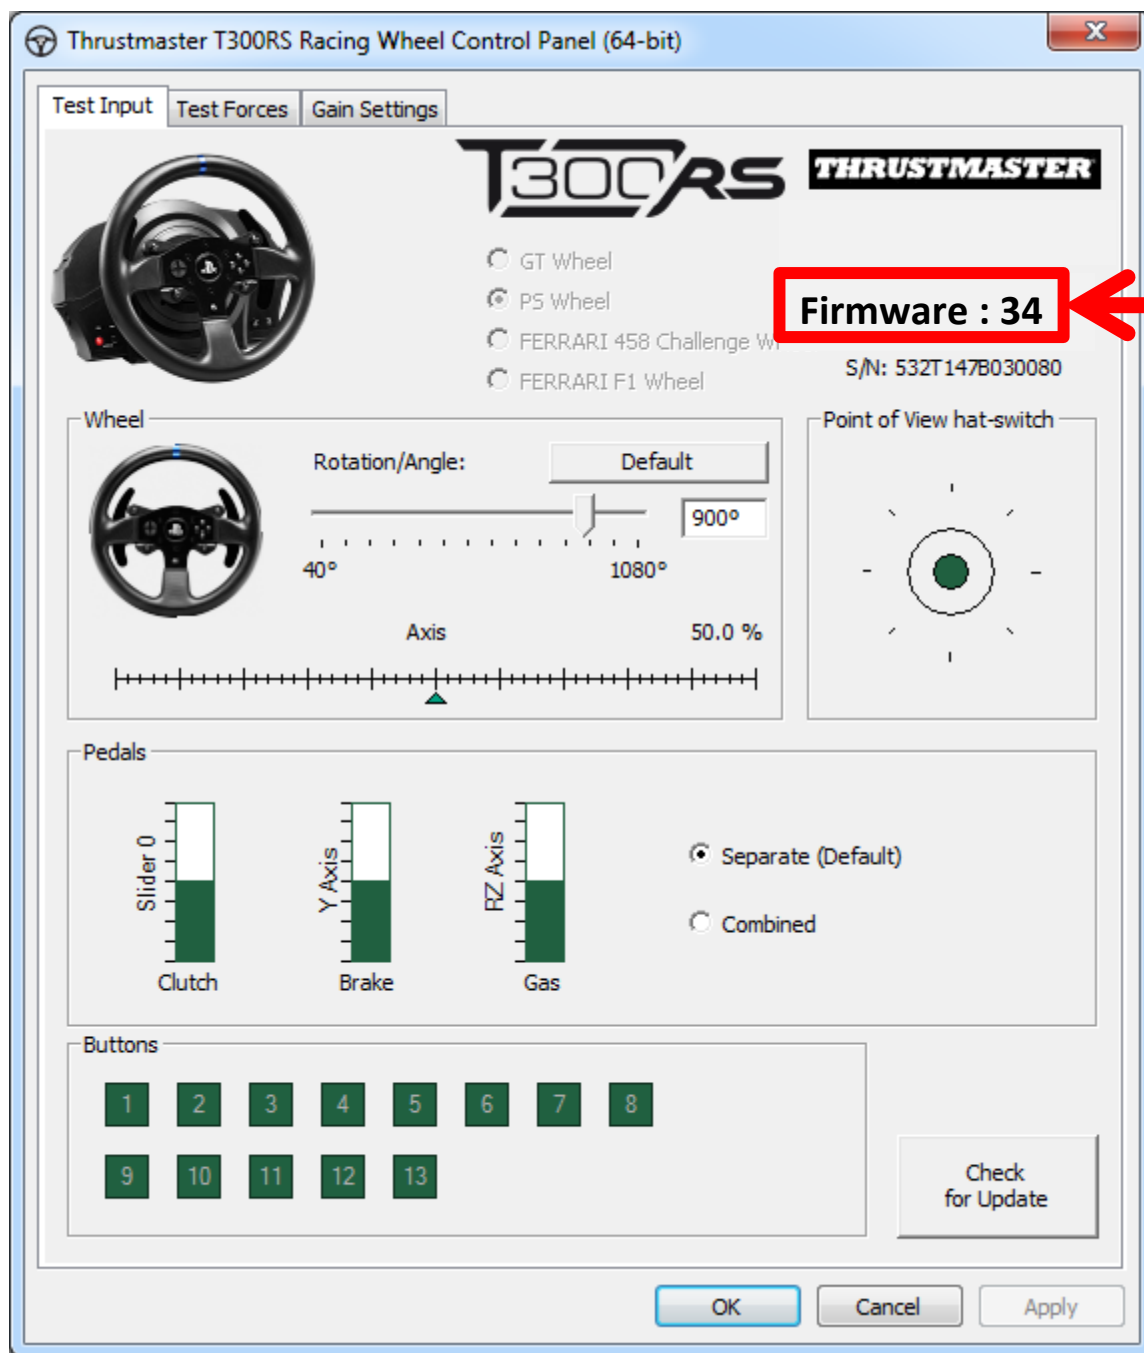 Thrustmaster T300RS Racing Wheel Control Panel (64-bit)
x
Test Input
Test Forces
Gain Settings
T300RS
THRUSTMASTER
GT Wheel
PS Wheel
FERRARI 458 Challenge W
FERRARI F1 Wheel
Firmware : 34
S/N: 532T147B030080
Wheel
Rotation/Angle:
Default
900°
40°
1080°
Axis
50.0 %
Point of View hat-switch
Pedals
Slider 0
Clutch
Y Axis
Brake
RZ Axis
Gas
Separate (Default)
Combined
Buttons
1 2 3 4 5 6 7 8
9 10 11 12 13
Check
for Update
OK
Cancel
Apply